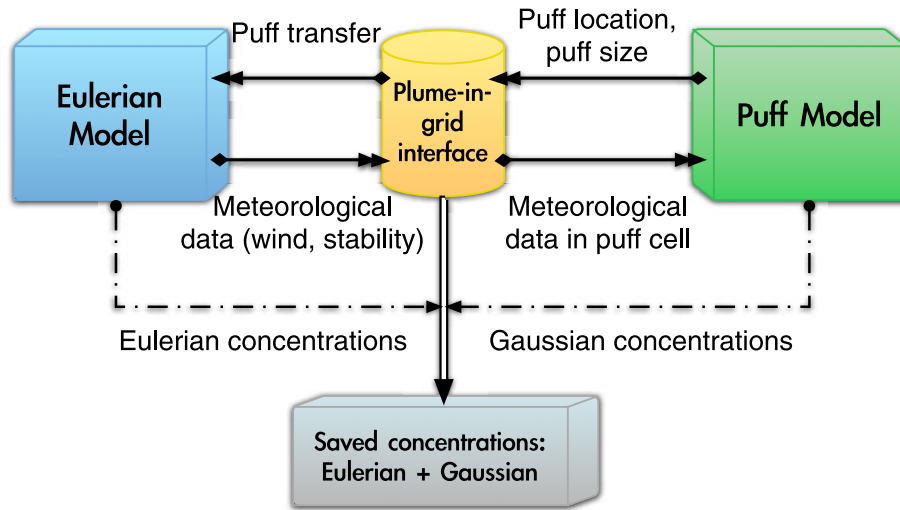 Puff transfer
Puff location,
puff size
Eulerian
Model
Plume-in-
grid
interface
Puff Model
Meteorological
data (wind, stability)
Meteorological
data in puff cell
Eulerian concentrations
Gaussian concentrations
Saved concentrations:
Eulerian + Gaussian